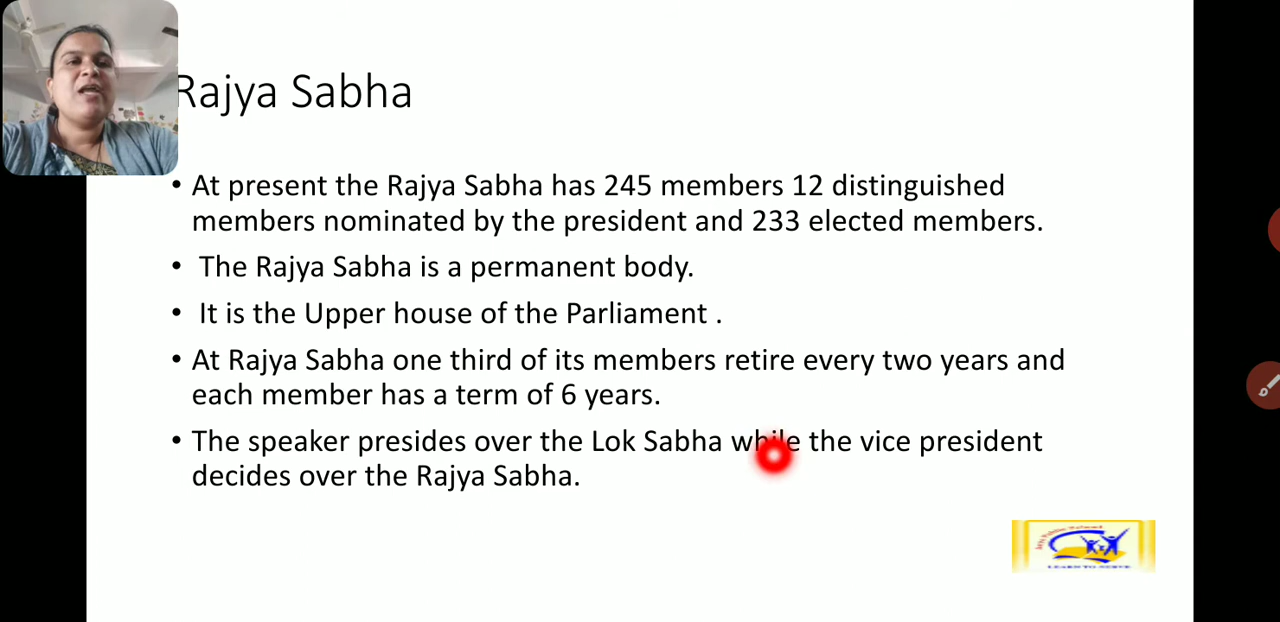 Rajya Sabha
• At present the Rajya Sabha has 245 members 12 distinguished
members nominated by the president and 233 elected members.
• The Rajya Sabha is a permanent body.
• It is the Upper house of the Parliament .
• At Rajya Sabha one third of its members retire every two years and
each member has a term of 6 years.
• The speaker presides over the Lok Sabha while the vice president
decides over the Rajya Sabha.
LEARN TO SERVE